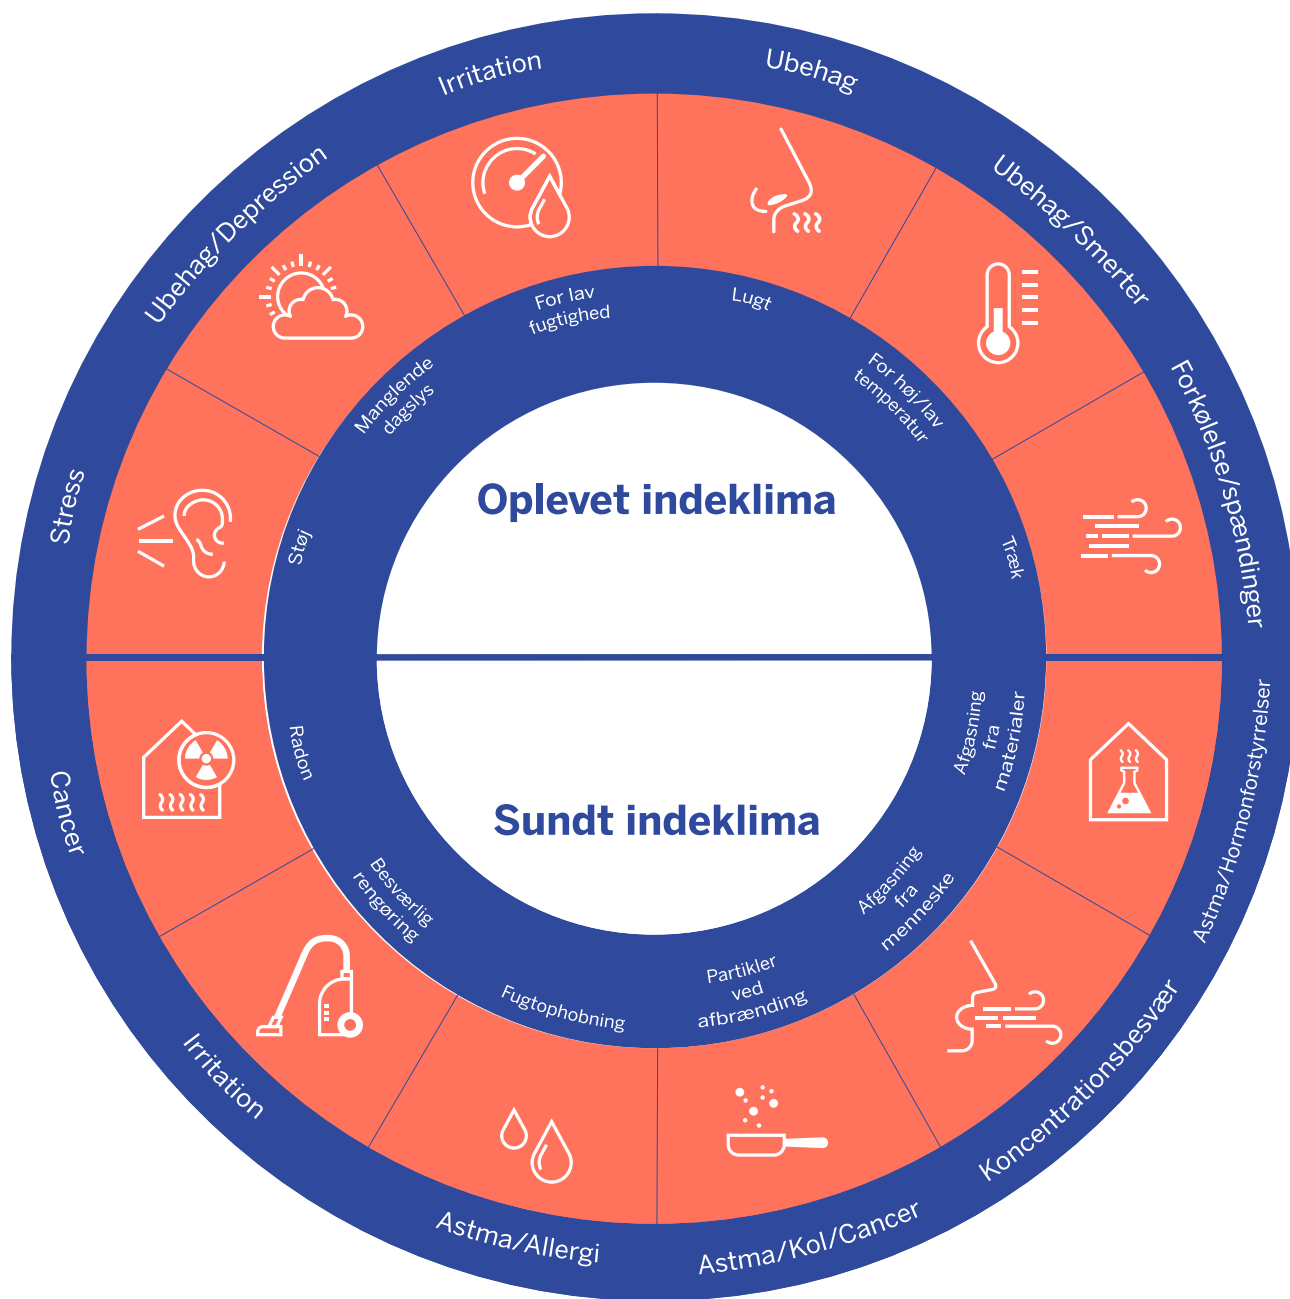 Irritation
Ubehag
Ubehag/Smerter
Forkølelse/spændinger
Astma/Hormonforstyrrelser
Koncentrationsbesvær
Astma/Kol/Cancer
Astma/Allergi
Irritation
Cancer
Stress
Ubehag/Depression
For lav
fugtighed
Lugt
For høj/lav
temperatur
Træk
Afgasning
fra
materialer
Afgasning
fra
menneske
Partikler
ved
afbrænding
Fugtophobning
Besværlig
rengøring
Radon
Støj
Manglende
dagslys
Oplevet indeklima
Sundt indeklima